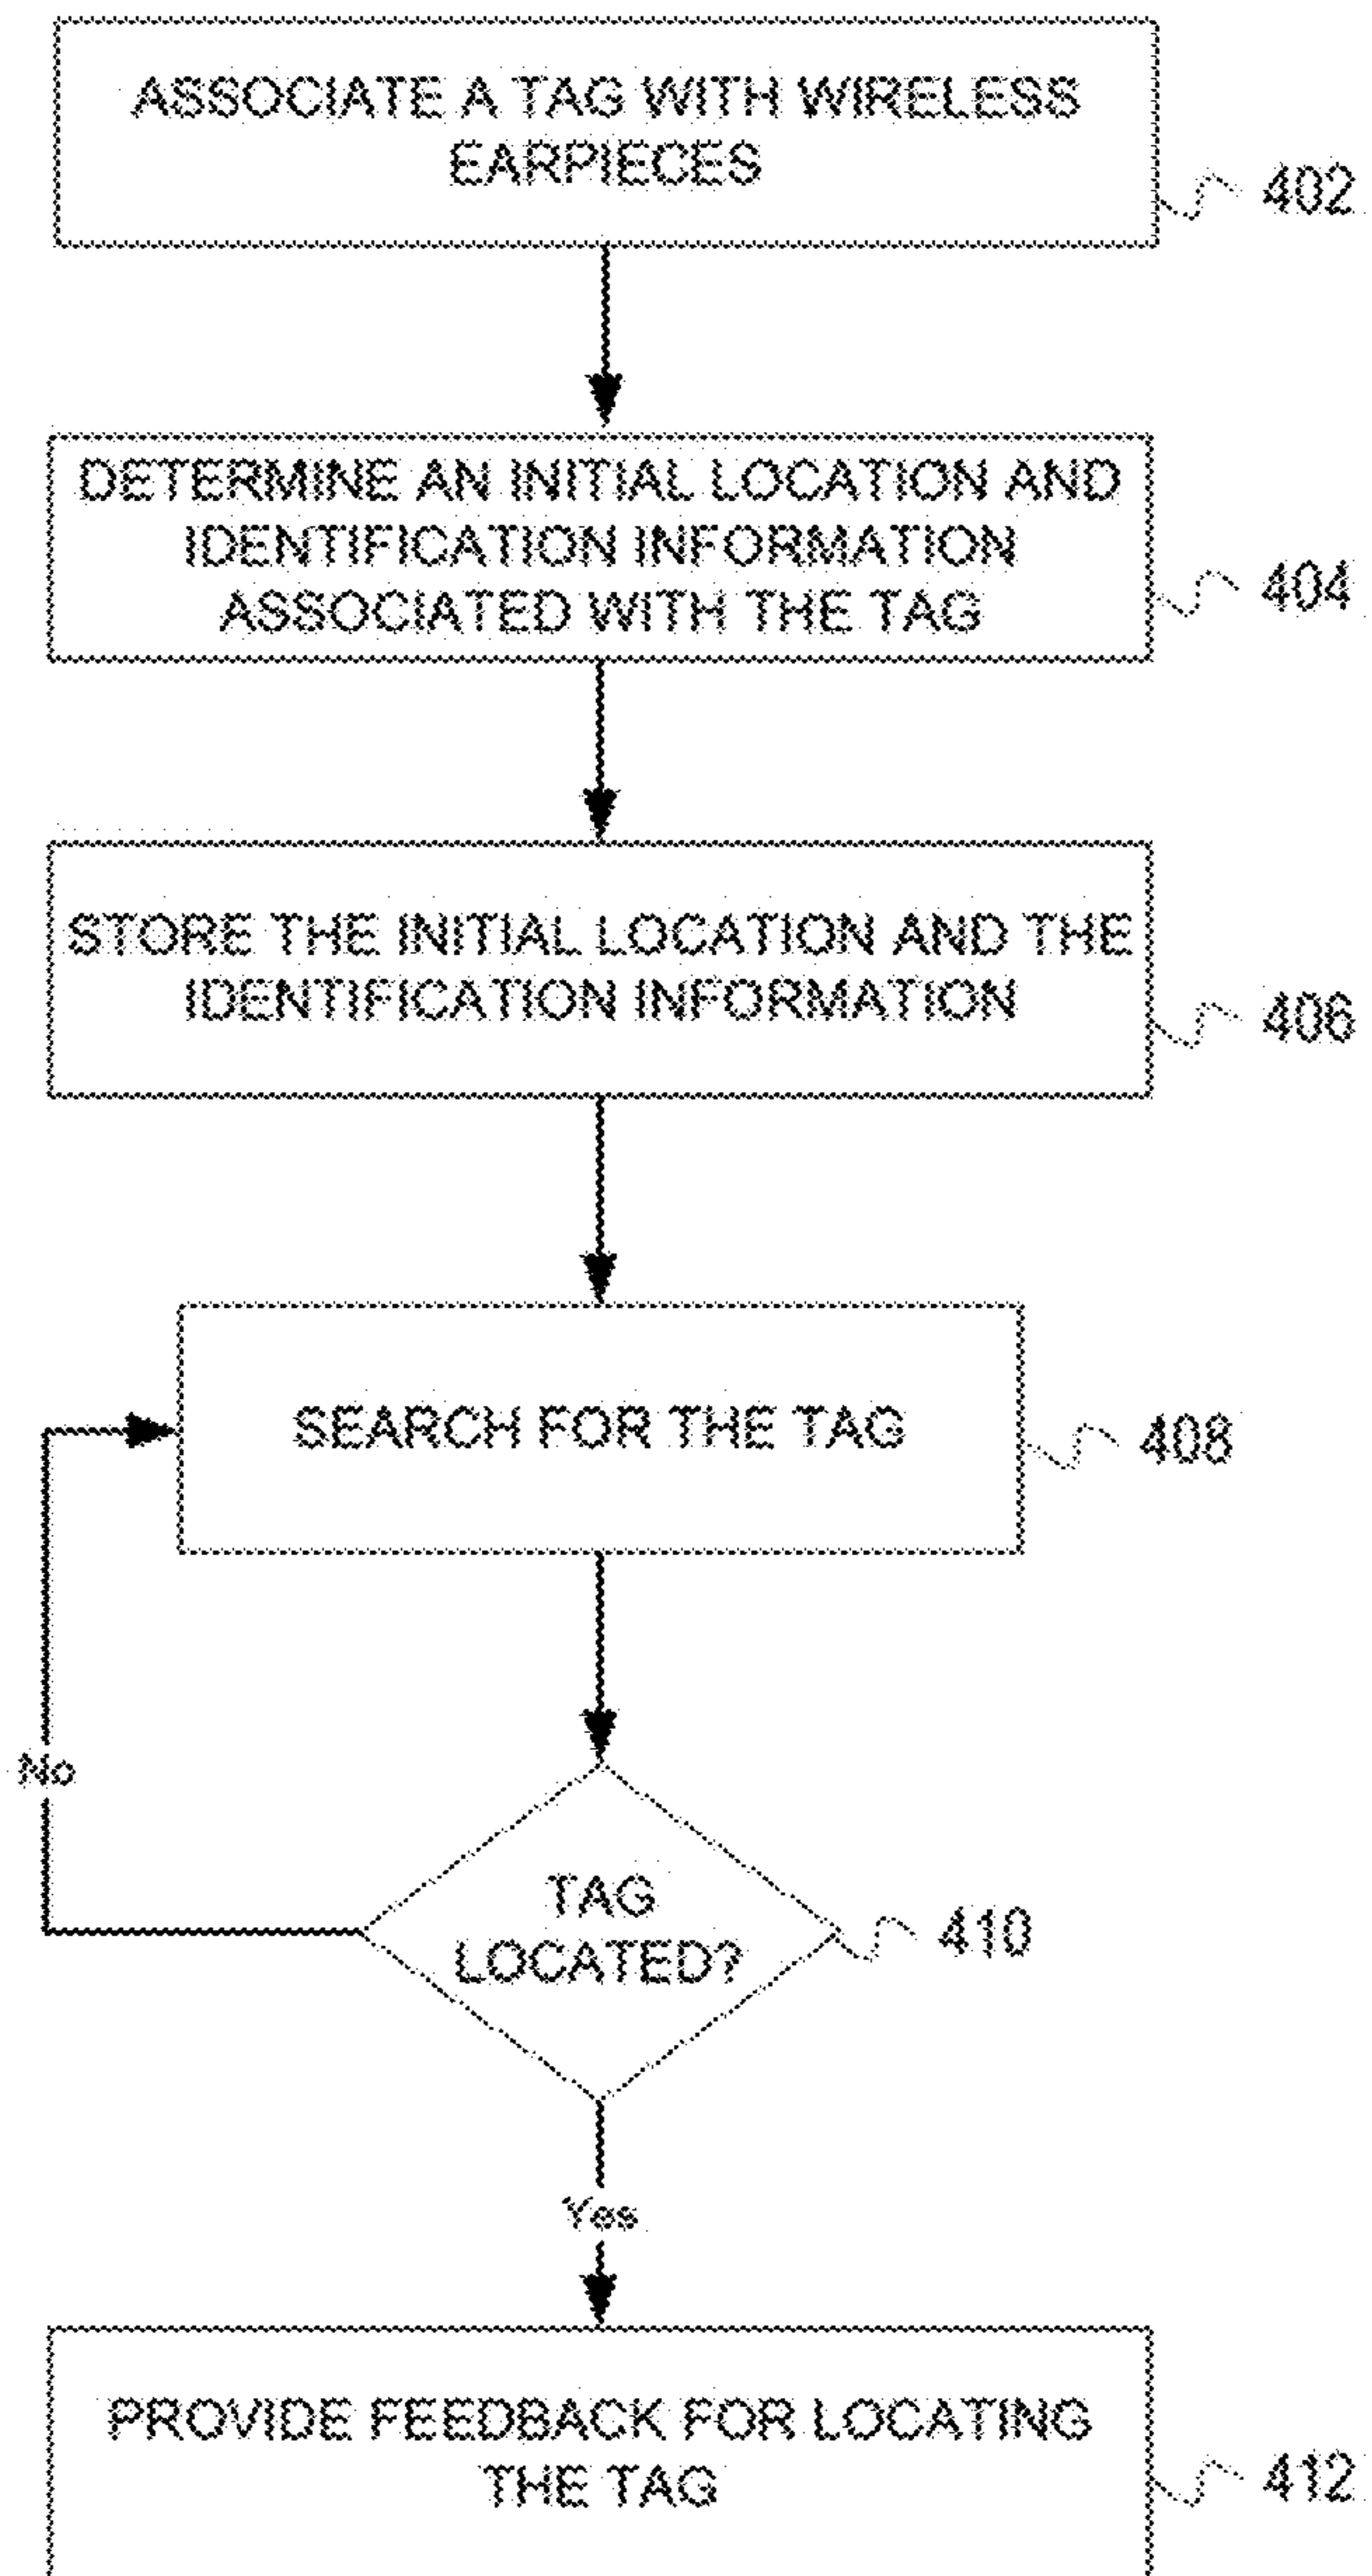 ASSOCIATE A TAG WITH WIRELESS
EARPIECES
402
DETERMINE AN INITIAL LOCATION AND
IDENTIFICATION INFORMATION
ASSOCIATED WITH THE TAG
404
STORE THE INITIAL LOCATION AND THE
IDENTIFICATION INFORMATION
406
SEARCH FOR THE TAG
408
No
TAG
LOCATED?
410
Yes
PROVIDE FEEDBACK FOR LOCATING
THE TAG
412